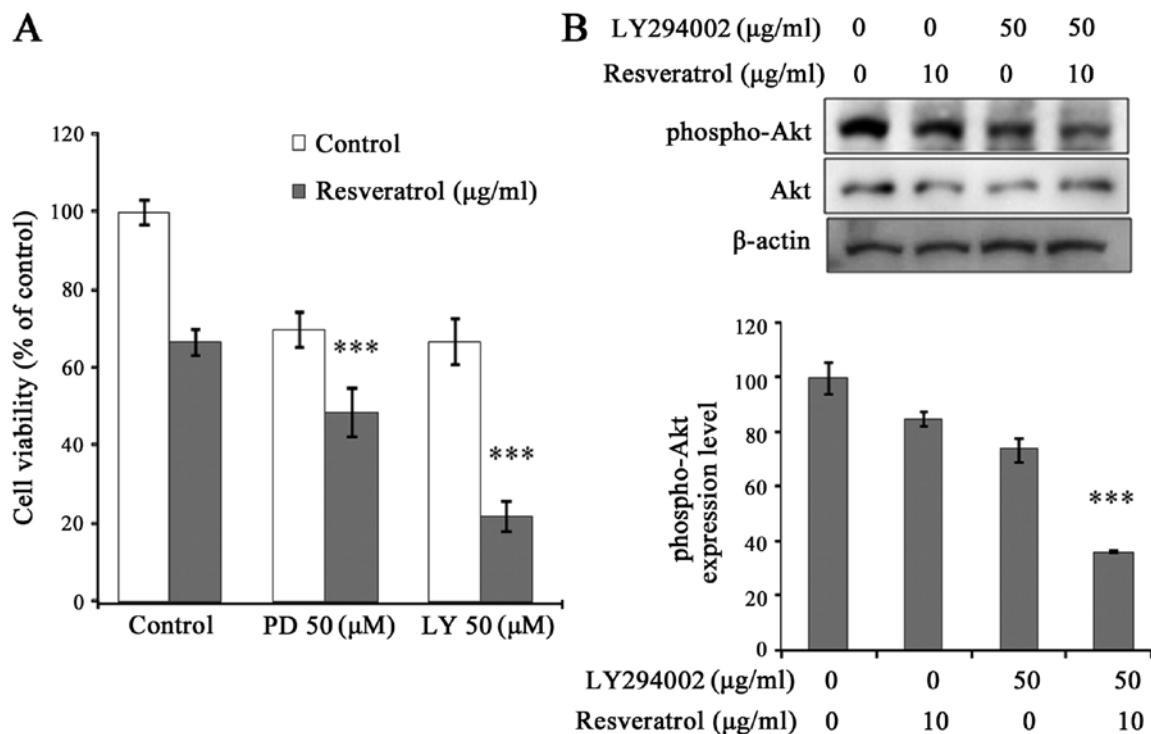 A
Cell viability (% of control)
120
100
80
60
40
20
0
Control
Resveratrol (μg/ml)
***
***
Control PD 50 (μM) LY 50 (μM)
B
LY294002 (μg/ml) 0 0 50 50
Resveratrol (μg/ml) 0 10 0 10
phospho-Akt
Akt
β-actin
phospho-Akt
expression level
120
100
80
60
40
20
0
***
LY294002 (μg/ml) 0 0 50 50
Resveratrol (μg/ml) 0 10 0 10